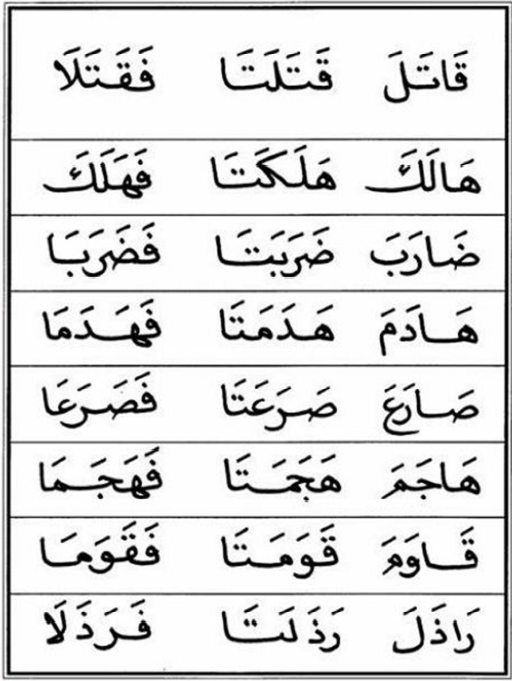 قَاتَلَ قَتَلَتَا فَقَتَلَا
هَالَكَ هَلَكَتَا فَهَلَكَ
ضَارَبَ ضَرَبَتَا فَضَرَبَا
هَادَمَ هَدَمَتَا فَهَدَمَا
صَارَعَ صَرَعَتَا فَصَرَعَا
هَاجَمَ هَجَمَتَا فَهَجَمَا
قَاوَمَ قَوَمَتَا فَقَوَمَا
رَاذَلَ رَذَلَتَا فَرَذَلَا